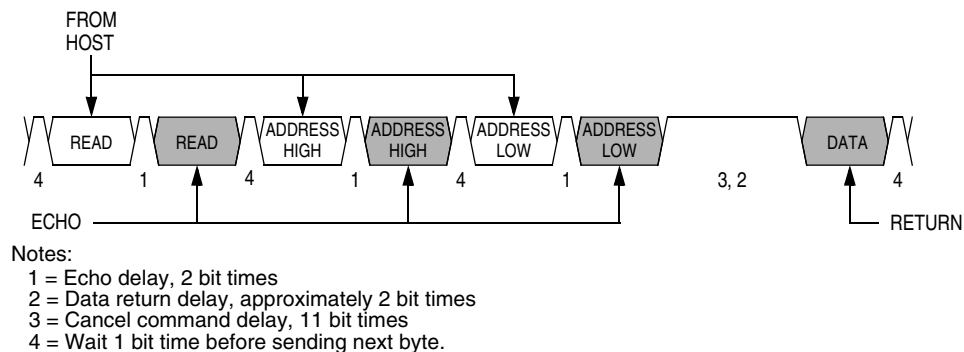 FROM
HOST
READ
READ
ADDRESS
HIGH
ADDRESS
HIGH
ADDRESS
LOW
ADDRESS
LOW
DATA
4
1
4
1
4
1
3, 2
4
ECHO
RETURN
Notes:
1 = Echo delay, 2 bit times
2 = Data return delay, approximately 2 bit times
3 = Cancel command delay, 11 bit times
4 = Wait 1 bit time before sending next byte.